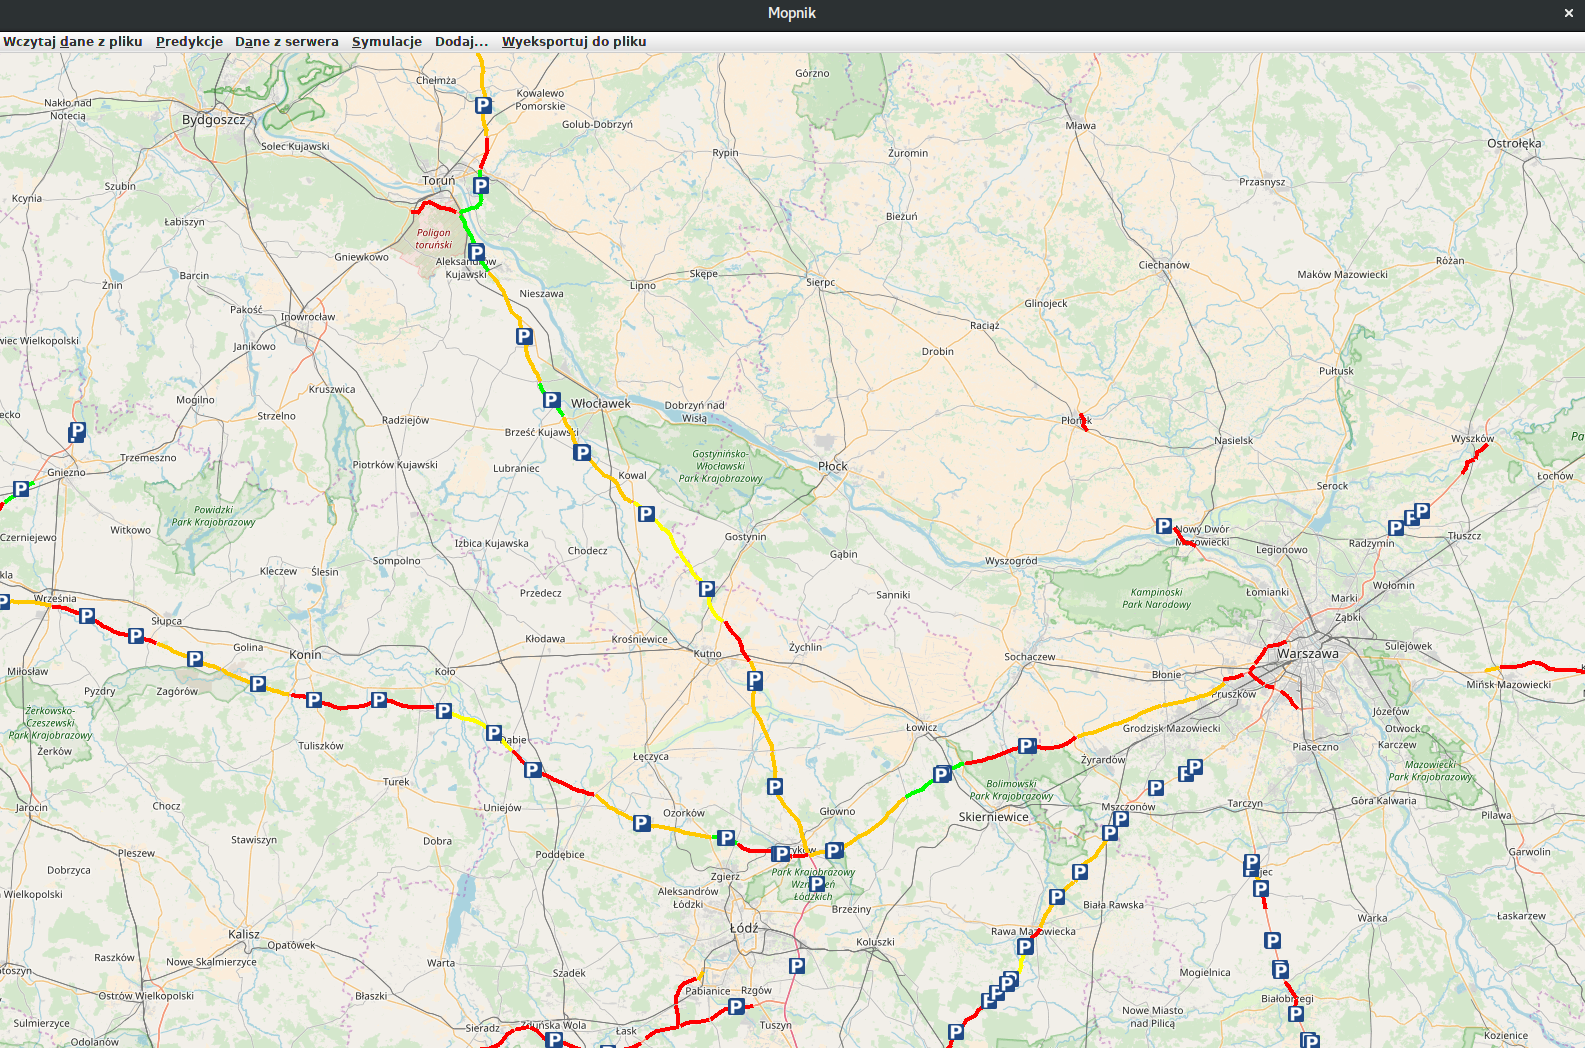 Mopnik
×
Wczytaj dane z pliku Predykcje Dane z serwera Symulacje Dodaj... Wyeksportuj do pliku
Chełmża
Górzno
Kowalewo
Pomorskie
Nakło nad
Notecią
Bydgoszcz
Golub-Dobrzyń
Mława
Ostrołęka
Solec Kujawski
Rypin
Żuromin
Toruń
Szubin
Przasnysz
Kcynia
Łabiszyn
Bieżuń
Poligon
toruński
Gniewkowo
Aleksandrów
Kujawski
Barcin
Żnin
Nieszawa
Lipno
Skępe
Sierpc
Ciechanów
Maków Mazowiecki
Różan
Glinojeck
Pakość
Inowrocław
Raciąż
Janikowo
wiec Wielkopolski
Drobin
Pułtusk
Kruszwica
Mogilno
Strzelno
Radziejów
Włocławek
Dobrzyń nad
Wisłą
Płońsk
Brześć Kujawski
Nasielsk
Wyszków
Trzemeszno
Gniezno
Piotrków Kujawski
Lubraniec
Kowal
Gostynińsko-
Włocławski
Park Krajobrazowy
Płock
Łochów
Serock
Powidzki
Park Krajobrazowy
Witkowo
Czerniejewo
Izbica Kujawska
Chodecz
Gostynin
Gąbin
Wyszogród
Nowy Dwór
Mazowiecki
Legionowo
Radzymin
Tłuszcz
Kleczew
Ślesin
Sompolno
Przedecz
Sanniki
Kampinoski
Park Narodowy
Łomianki
Wołomin
Marki
Ząbki
Września
Słupca
Golina
Konin
Kłodawa
Krośniewice
Kutno
Żychlin
Sochaczew
Błonie
Warszawa
Sulejówek
Miłosław
Koło
Pyzdry
Zagórów
Pruszków
Mińsk Mazowiecki
Żerkowsko-
Czeszewski
Park Krajobrazowy
Żerków
Tuliszków
Dąbie
Łęczyca
Łowicz
Grodzisk Mazowiecki
Józefów
Otwock
Karczew
Piaseczno
Żyrardów
Mazowiecki
Park Krajobrazowy
Bolimowski
Park Krajobrazowy
Turek
Jarocin
Chocz
Uniejów
Ozorków
Głowno
Skierniewice
Mszczonów
Tarczyn
Góra Kalwaria
Pilawa
Stawiszyn
Dobra
Pleszew
Poddębice
Zgierz
Park Krajobrazowy
Wzniesień
Łódzkich
Garwolin
Dobrzyca
Aleksandrów
Łódzki
Brzeziny
Biała Rawska
Warka
Łaskarzew
Kalisz
Opatówek
Łódź
Koluszki
Rawa Mazowiecka
Raszków
Nowe Skalmierzyce
Warta
Szadek
Mogielnica
Ostrów Wielkopolski
Błaszki
Pabianice
Rzgów
Białobrzegi
Sulmierzyce
Sieradz
Zduńska Wola
Łask
Tuszyn
Nowe Miasto
nad Pilicą
Kozienice
Odolanów